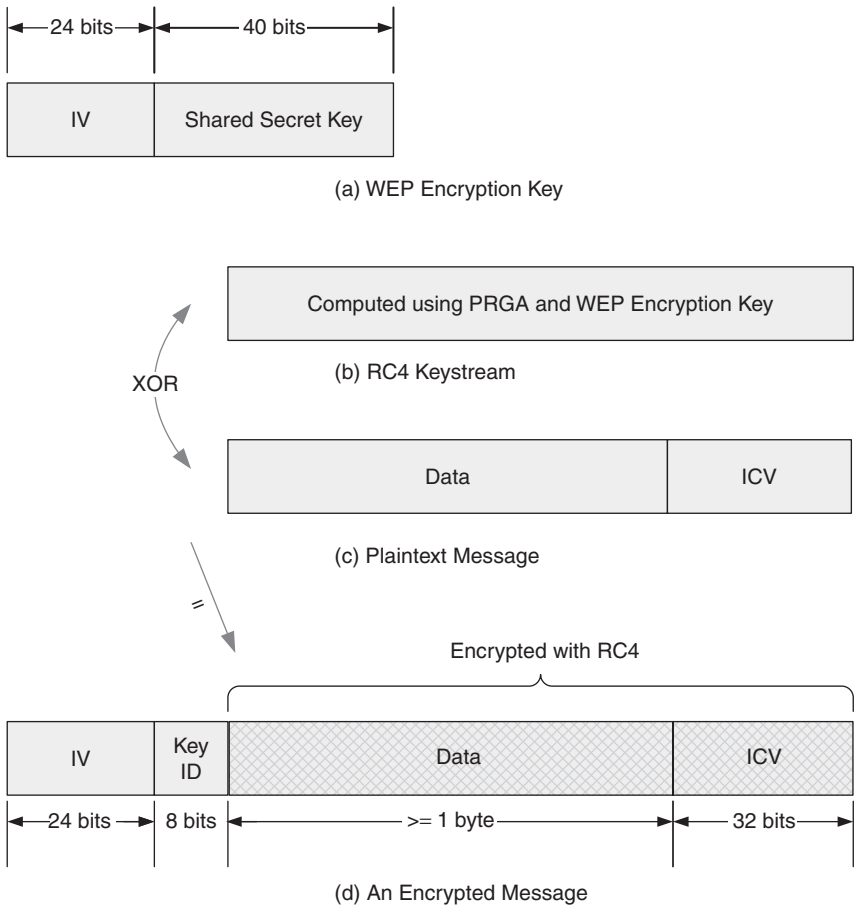 24 bits
40 bits
IV
Shared Secret Key
(a) WEP Encryption Key
Computed using PRGA and WEP Encryption Key
(b) RC4 Keystream
XOR
Data
ICV
(c) Plaintext Message
=
Encrypted with RC4
IV
Key
ID
Data
ICV
24 bits
8 bits
>= 1 byte
32 bits
(d) An Encrypted Message